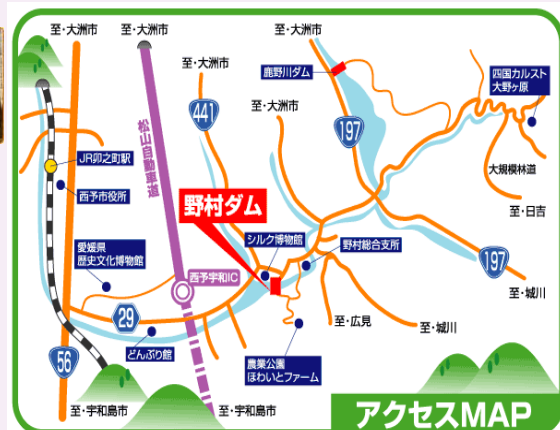 至・大洲市
至・大洲市
至・大洲市
至・大洲市
至・大洲市
鹿野川ダム
四国カルスト
大野ヶ原
441
197
松山自動車道
JR卯之町駅
西予市役所
大規模林道
野村ダム
至・日吉
シルク博物館
野村総合支所
愛媛県
歴史文化博物館
西予宇和IC
197
至・城川
29
どんぶり館
至・広見
至・城川
56
農業公園
ほわいとファーム
至・宇和島市
至・宇和島市
アクセスMAP